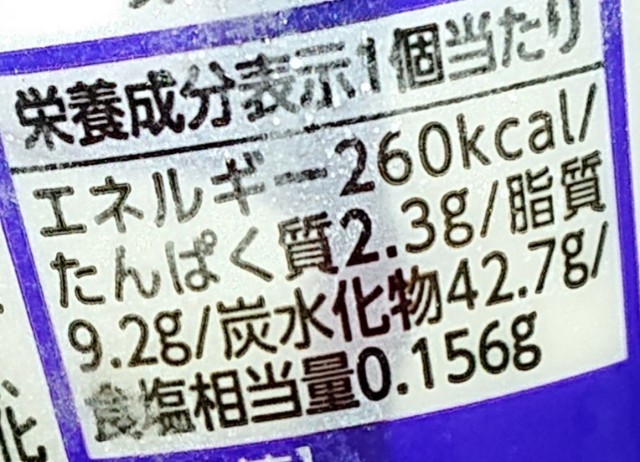 栄養成分表示1個当たり
エネルギー260kcal/
たんぱく質2.3g/脂質
9.2g/炭水化物42.7g/
食塩相当量0.156g
化